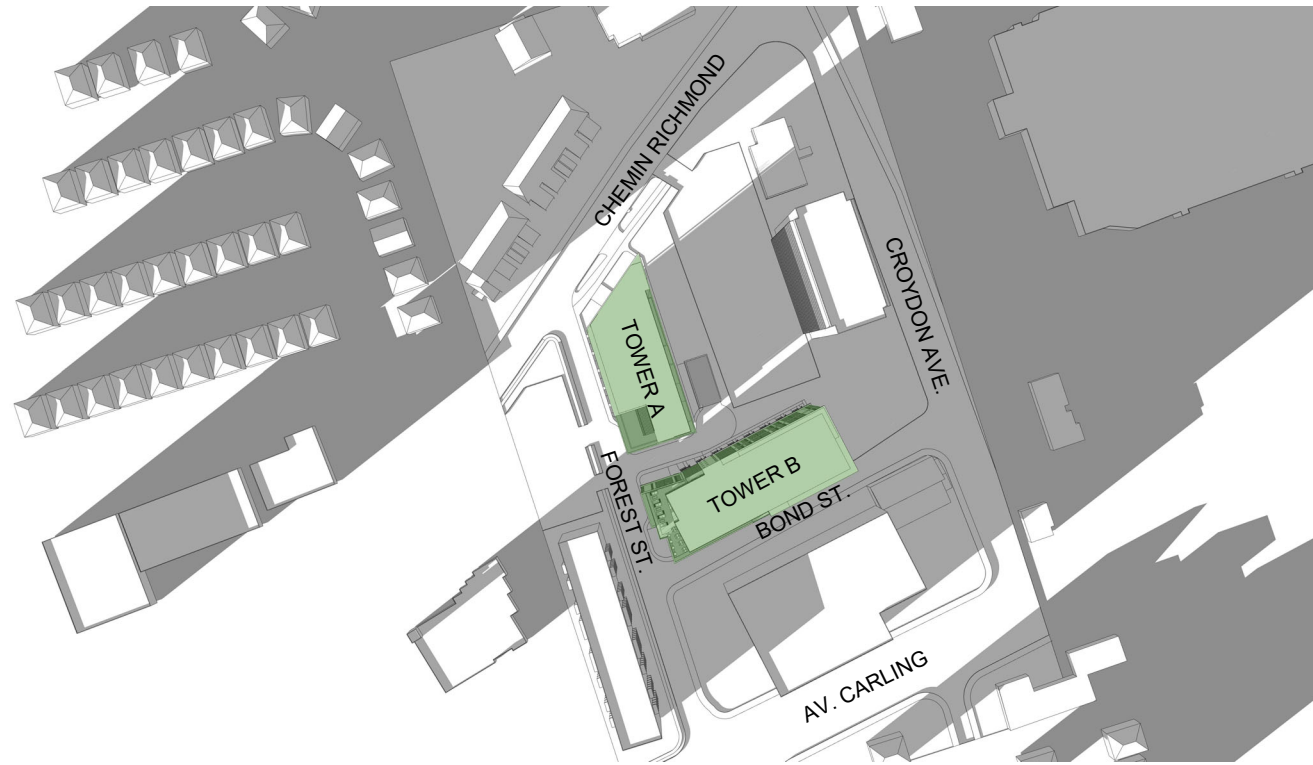 CHEMIN RICHMOND
CROYDON AVE.
TOWER A
TOWER B
FOREST ST.
BOND ST.
AV. CARLING